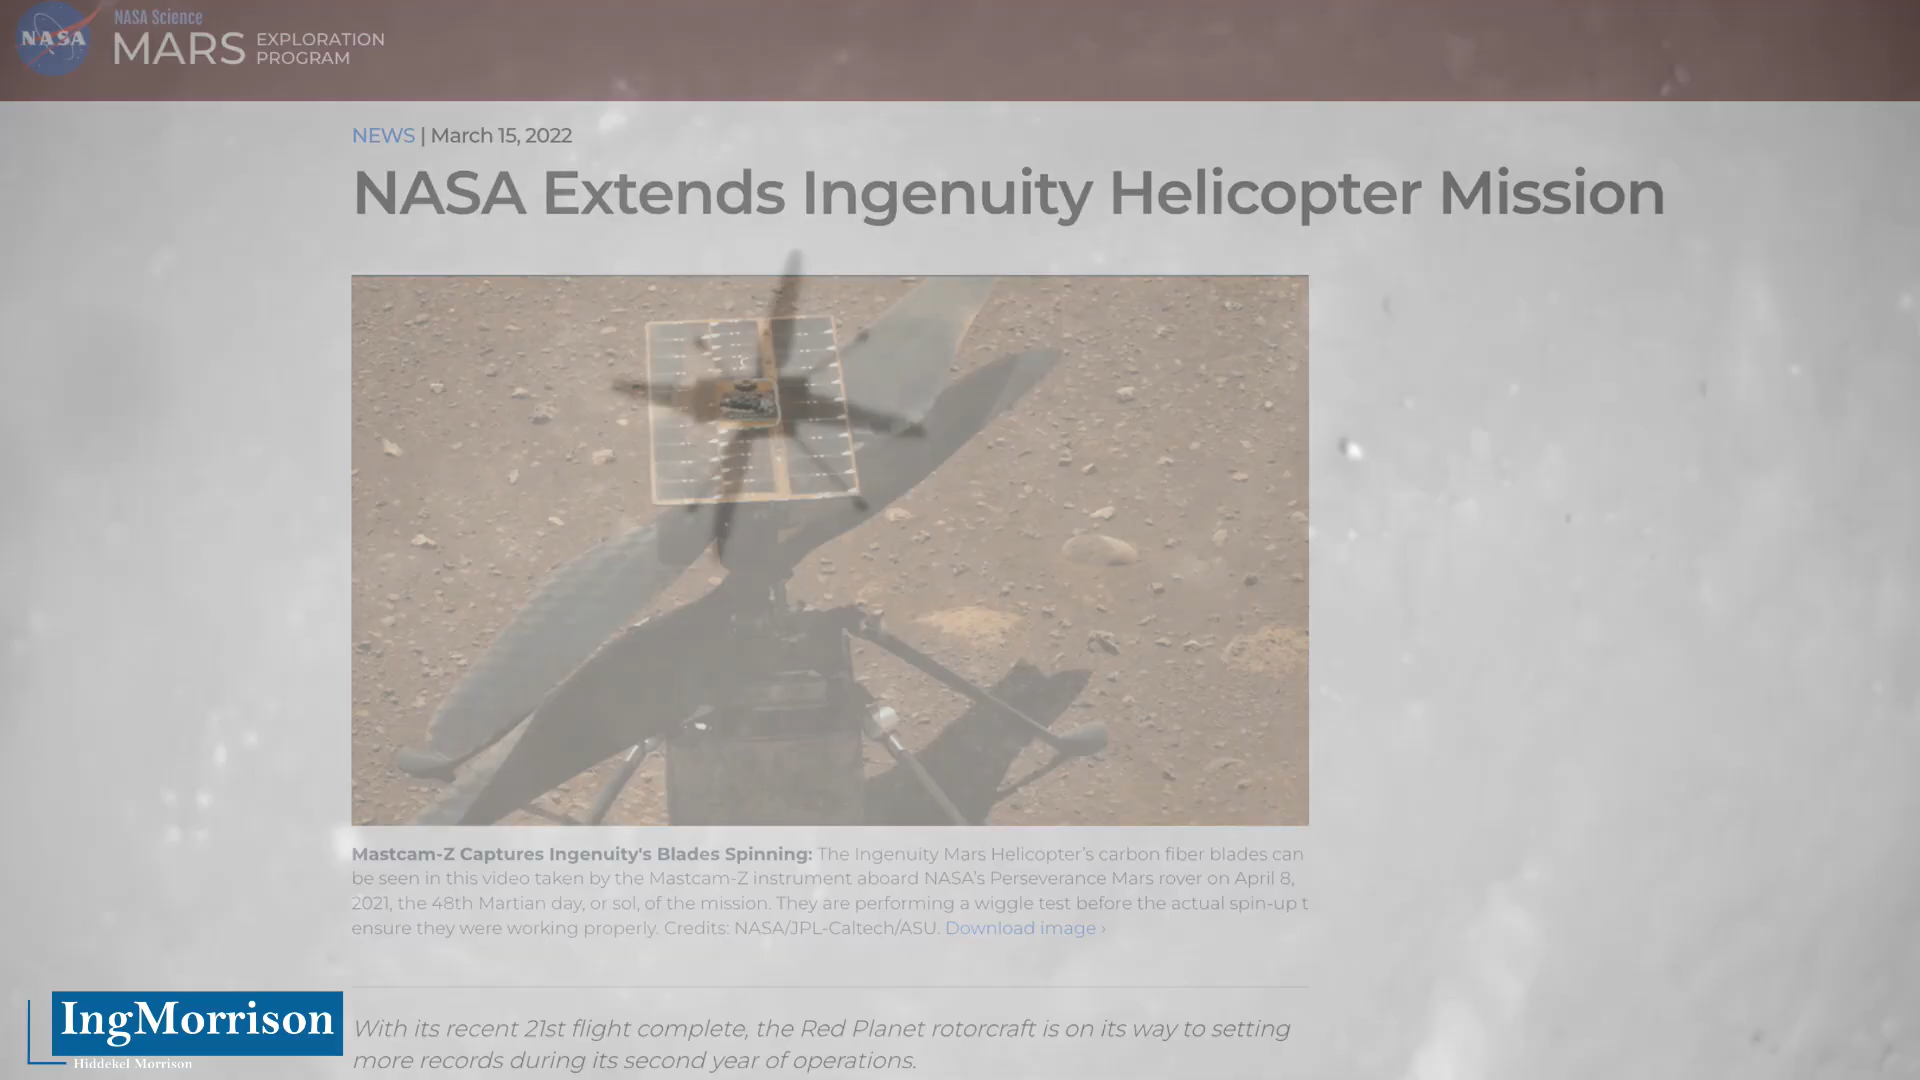 NASA
NASA Science
MARS EXPLORATION
PROGRAM
NEWS | March 15, 2022
NASA Extends Ingenuity Helicopter Mission
Mastcam-Z Captures Ingenuity's Blades Spinning: The Ingenuity Mars Helicopter's carbon fiber blades can
be seen in this video taken by the Mastcam-Z instrument aboard NASA's Perseverance Mars rover on April 8,
2021, the 48th Martian day, or sol, of the mission. They are performing a wiggle test before the actual spin-up t
ensure they were working properly. Credits: NASA/JPL-Caltech/ASU. Download image ›
With its recent 21st flight complete, the Red Planet rotorcraft is on its way to setting
more records during its second year of operations.
IngMorrison
Hiddekel Morrison